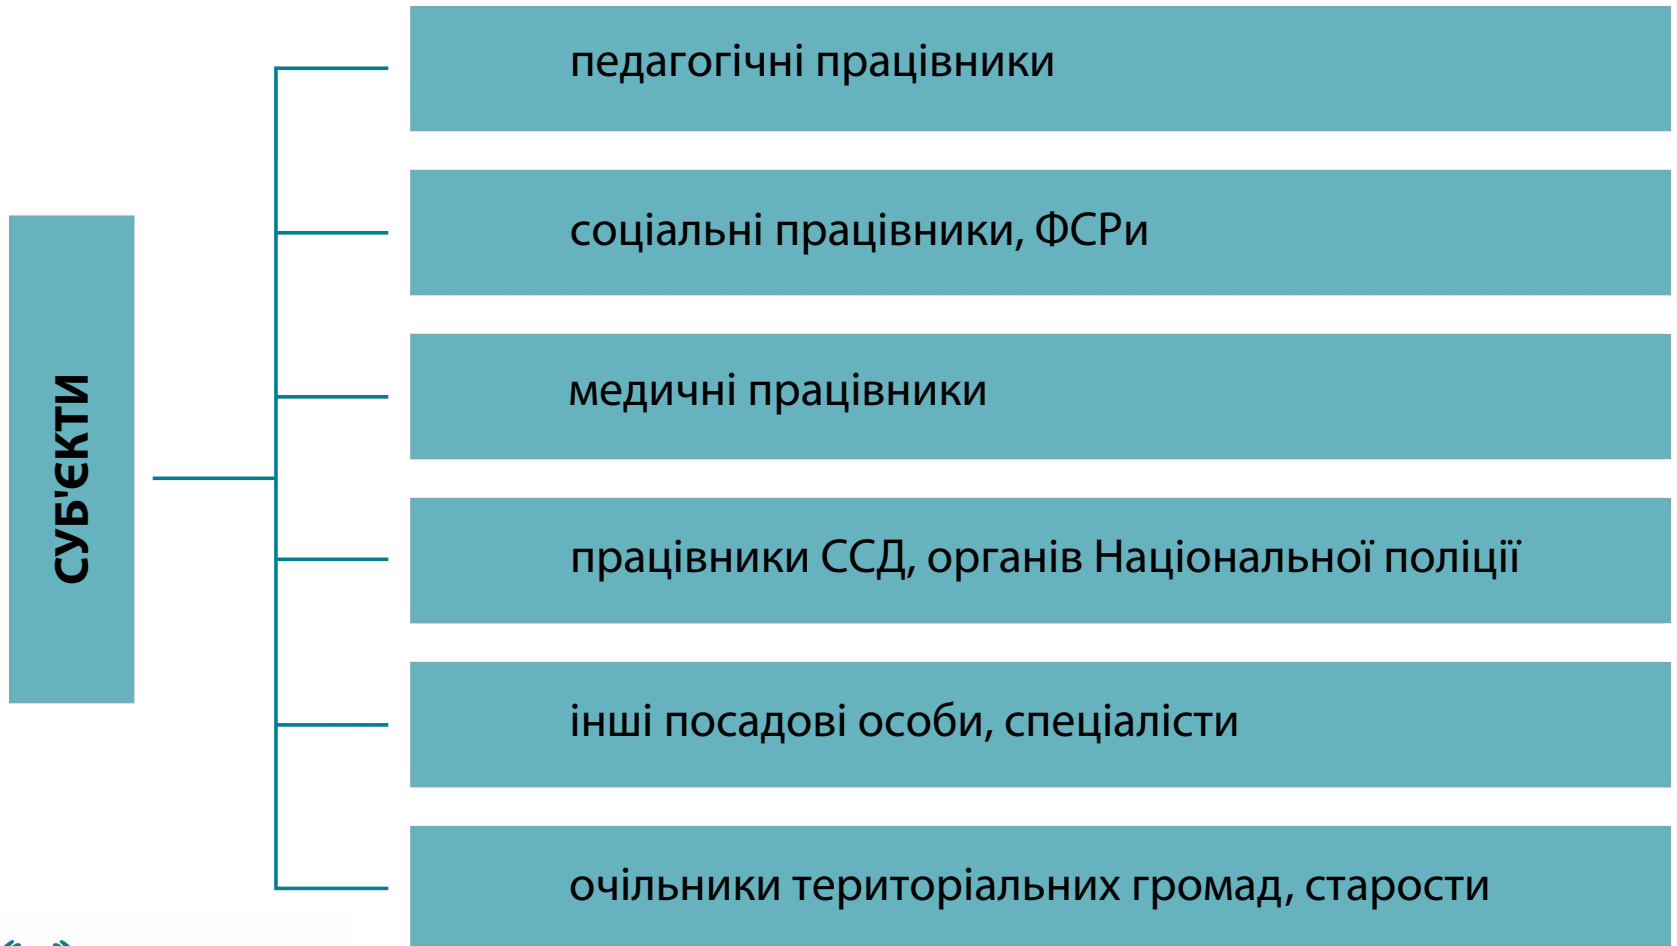 СУБ'ЄКТИ
педагогічні працівники
соціальні працівники, ФСРи
медичні працівники
працівники ССД, органів Національної поліції
інші посадові особи, спеціалісти
очільники територіальних громад, старости